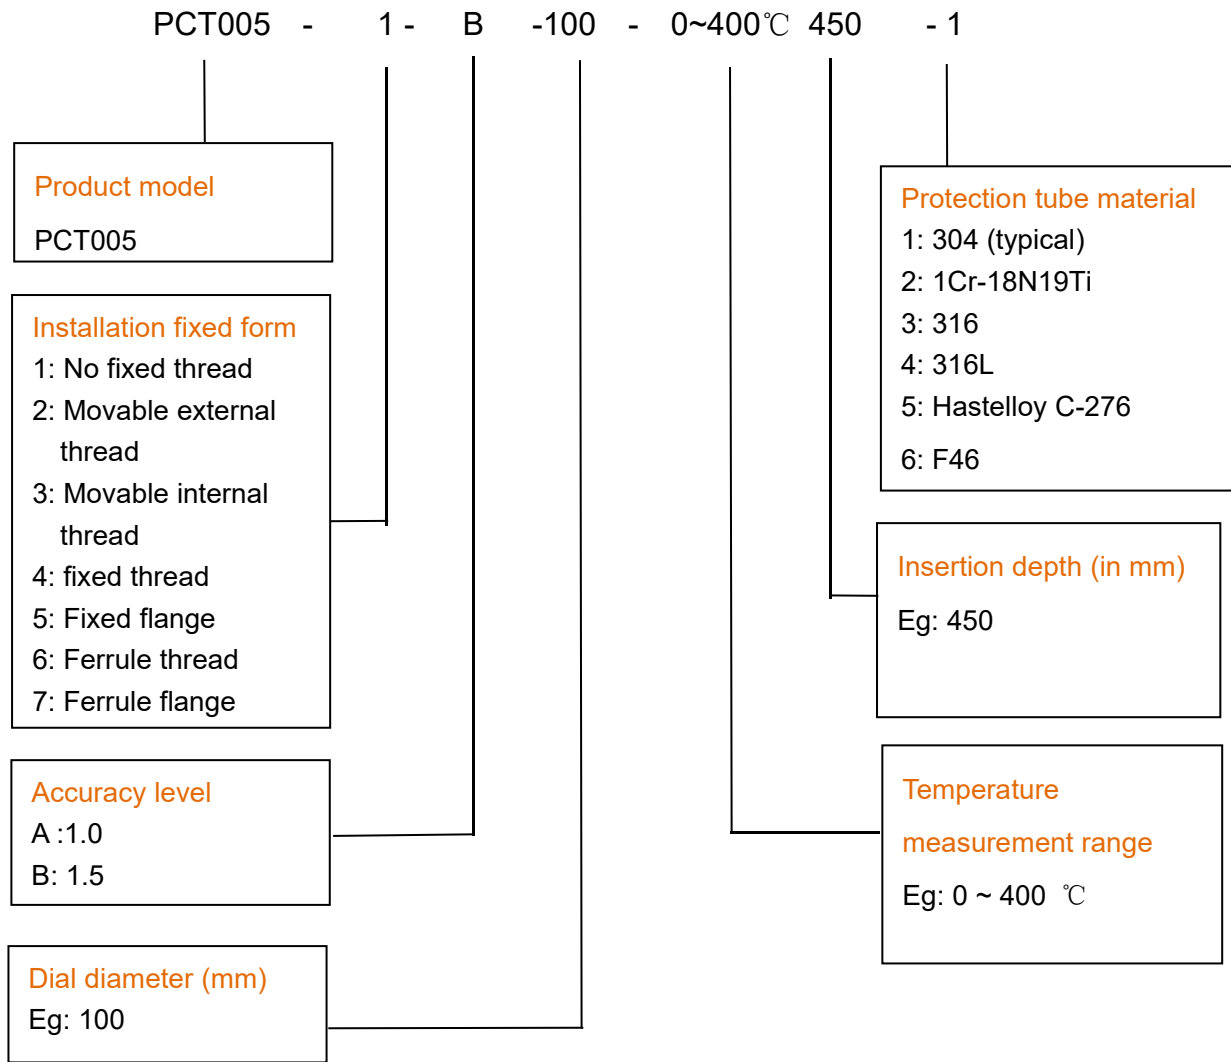 PCT005 - 1 - B -100 - 0~400℃ 450 - 1
Product model
PCT005
Installation fixed form
1: No fixed thread
2: Movable external
thread
3: Movable internal
thread
4: fixed thread
5: Fixed flange
6: Ferrule thread
7: Ferrule flange
Accuracy level
A :1.0
B: 1.5
Dial diameter (mm)
Eg: 100
Protection tube material
1: 304 (typical)
2: 1Cr-18N19Ti
3: 316
4: 316L
5: Hastelloy C-276
6: F46
Insertion depth (in mm)
Eg: 450
Temperature
measurement range
Eg: 0 ~ 400 ℃